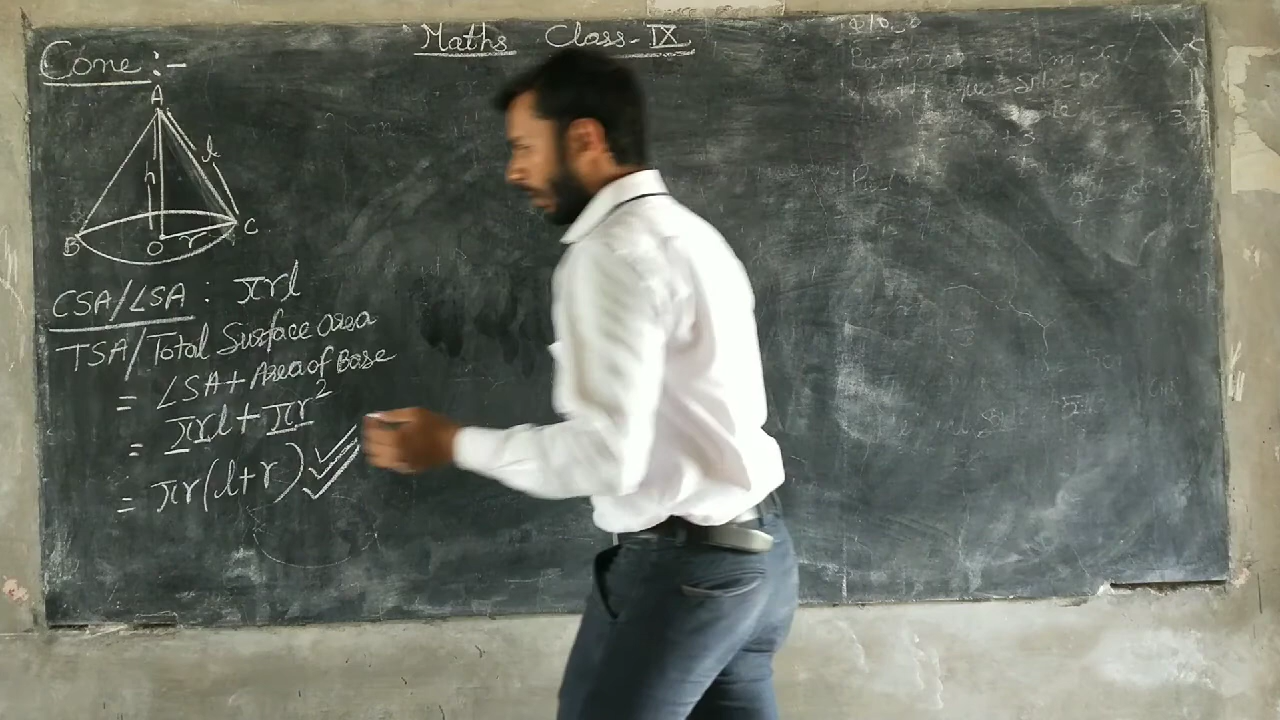 Maths Class-IX
Cone:-
A
h
l
B
O
r
C
CSA/LSA : πrl
TSA/Total Surface area
= LSA + Area of Base
= πrl + πr²
= πr(l+r)